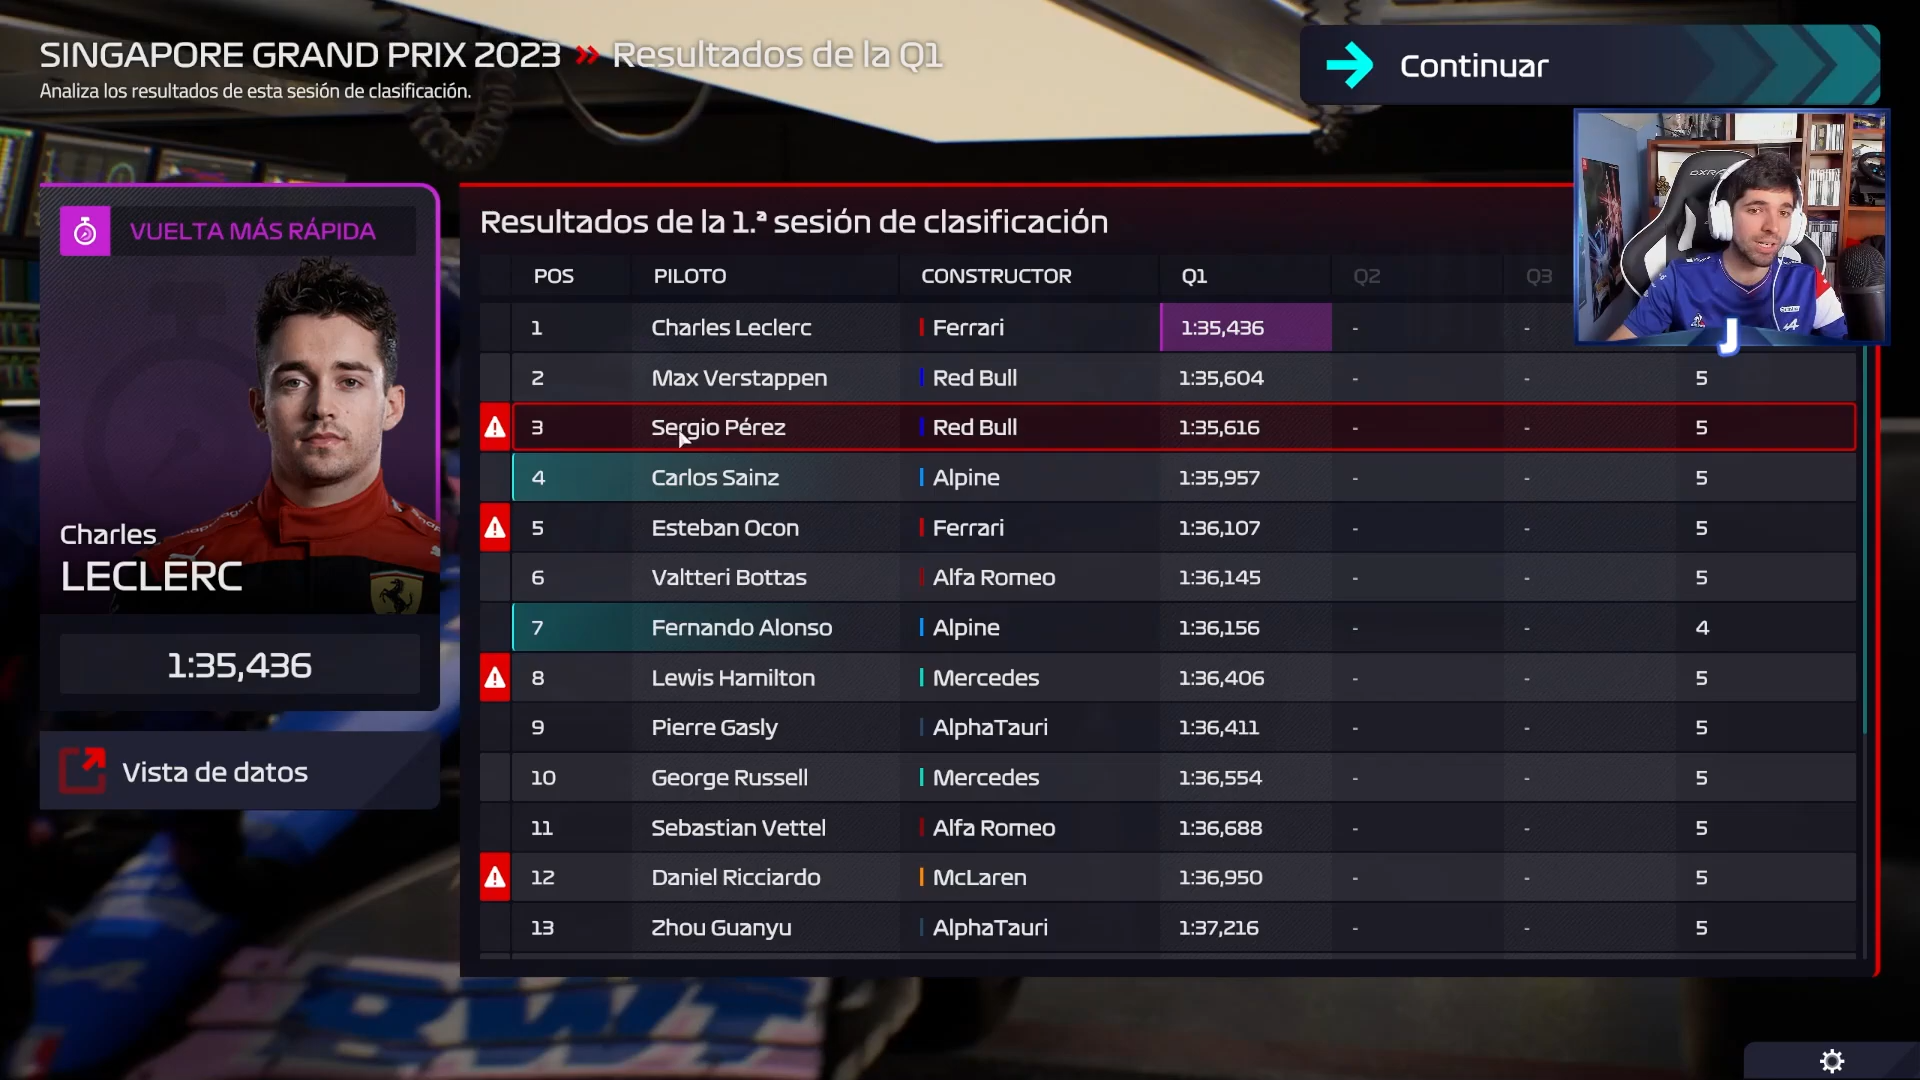 SINGAPORE GRAND PRIX 2023 Resultados de la Q1
Analiza los resultados de esta sesión de clasificación.
Continuar
VUELTA MÁS RÁPIDA
Charles
LECLERC
1:35,436
Vista de datos
Resultados de la 1.ª sesión de clasificación
POS PILOTO CONSTRUCTOR Q1 Q2 Q3
1 Charles Leclerc Ferrari 1:35,436 - -
2 Max Verstappen Red Bull 1:35,604 - - 5
3 Sergio Pérez Red Bull 1:35,616 - - 5
4 Carlos Sainz Alpine 1:35,957 - - 5
5 Esteban Ocon Ferrari 1:36,107 - - 5
6 Valtteri Bottas Alfa Romeo 1:36,145 - - 5
7 Fernando Alonso Alpine 1:36,156 - - 4
8 Lewis Hamilton Mercedes 1:36,406 - - 5
9 Pierre Gasly AlphaTauri 1:36,411 - - 5
10 George Russell Mercedes 1:36,554 - - 5
11 Sebastian Vettel Alfa Romeo 1:36,688 - - 5
12 Daniel Ricciardo McLaren 1:36,950 - - 5
13 Zhou Guanyu AlphaTauri 1:37,216 - - 5
J
BWT